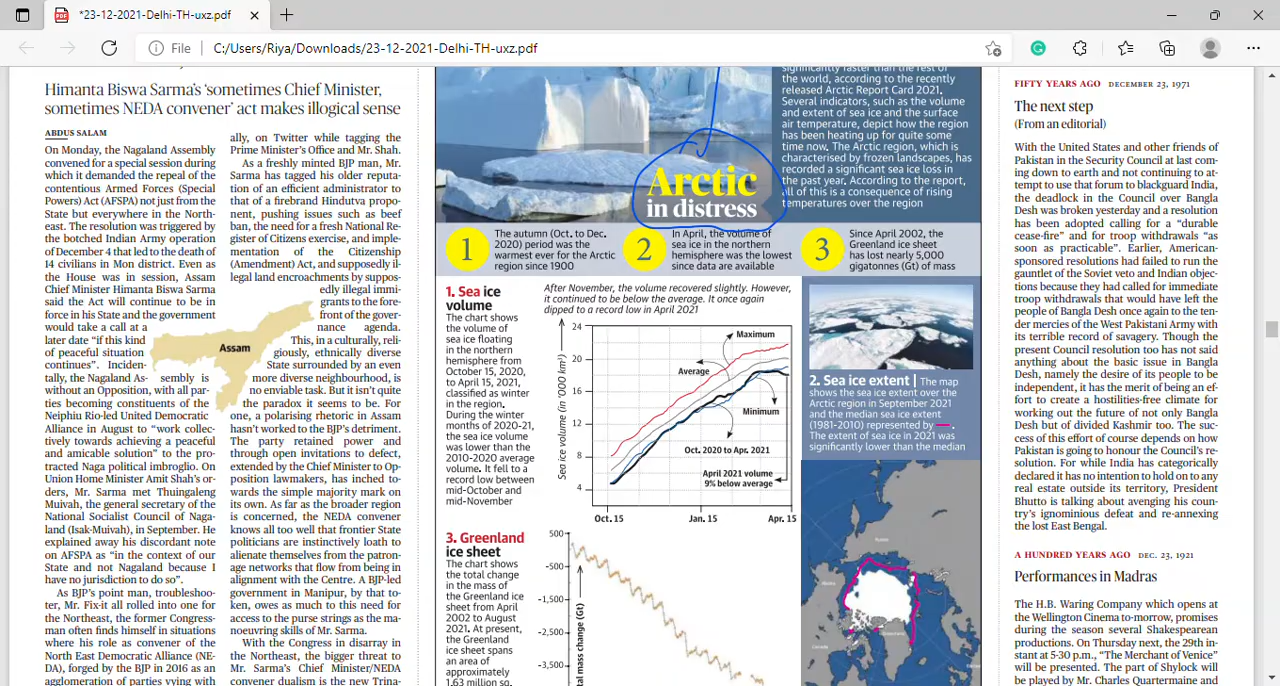 *23-12-2021-Delhi-TH-uxz.pdf
File
C:/Users/Riya/Downloads/23-12-2021-Delhi-TH-uxz.pdf
Himanta Biswa Sarma's 'sometimes Chief Minister,
sometimes NEDA convener' act makes illogical sense
ABDUS SALAM
On Monday, the Nagaland Assembly
convened for a special session during
which it demanded the repeal of the
contentious Armed Forces (Special
Powers) Act (AFSPA) not just from the
State but everywhere in the North-
east. The resolution was triggered by
the botched Indian Army operation
of December 4 that led to the death of
14 civilians in Mon district. Even as
the House was in session, Assam
Chief Minister Himanta Biswa Sarma
said the Act will continue to be in
force in his State and the government
would take a call at a
later date "if this kind
of peaceful situation
continues". Inciden-
tally, the Nagaland As-
sembly is
without an Opposition, with all par-
ties becoming constituents of the
Neiphiu Rio-led United Democratic
Alliance in August to "work collec-
tively towards achieving a peaceful
and amicable solution" to the pro-
tracted Naga political imbroglio. On
Union Home Minister Amit Shah's or-
ders, Mr. Sarma met Thuingaleng
Muivah, the general secretary of the
National Socialist Council of Naga-
land (Isak-Muivah), in September. He
explained away his discordant note
on AFSPA as "in the context of our
State and not Nagaland because I
have no jurisdiction to do so".
As BJP's point man, troubleshoo-
ter, Mr. Fix-it all rolled into one for
the Northeast, the former Congress-
man often finds himself in situations
where his role as convener of the
North East Democratic Alliance (NE-
DA), forged by the BJP in 2016 as an
agglomeration of parties vying with
ally, on Twitter while tagging the
Prime Minister's Office and Mr. Shah.
As a freshly minted BJP man, Mr.
Sarma has tagged his older reputa-
tion of an efficient administrator to
that of a firebrand Hindutva propo-
nent, pushing issues such as beef
ban, the need for a fresh National Re-
gister of Citizens exercise, and imple-
mentation of the Citizenship
(Amendment) Act, and supposedly il-
legal land encroachments by suppos-
edly illegal immi-
grants to the fore-
front of the gover-
nance agenda.
This, in a culturally, reli-
giously, ethnically diverse
State surrounded by an even
more diverse neighbourhood, is
no enviable task. But it isn't quite
the paradox it seems to be. For
one, a polarising rhetoric in Assam
hasn't worked to the BJP's detriment.
The party retained power and
through open invitations to defect,
extended by the Chief Minister to Op-
position lawmakers, has inched to-
wards the simple majority mark on
its own. As far as the broader region
is concerned, the NEDA convener
knows all too well that frontier State
politicians are instinctively loath to
alienate themselves from the patron-
age networks that flow from being in
alignment with the Centre. A BJP-led
government in Manipur, by that to-
ken, owes as much to this need for
access to the purse strings as the ma-
noeuvring skills of Mr. Sarma.
With the Congress in disarray in
the Northeast, the bigger threat to
Mr. Sarma's Chief Minister/NEDA
convener dualism is the new Trina-
Assam
significantly faster than the rest of
the world, according to the recently
released Arctic Report Card 2021.
Several indicators, such as the volume
and extent of sea ice and the surface
air temperature, depict how the region
has been heating up for quite some
time now. The Arctic region, which is
characterised by frozen landscapes, has
recorded a significant sea ice loss in
the past year. According to the report,
all of this is a consequence of rising
temperatures over the region
Arctic
in distress
1
The autumn (Oct. to Dec.
2020) period was the
warmest ever for the Arctic
region since 1900
2
In April, the volume of
sea ice in the northern
hemisphere was the lowest
since data are available
3
Since April 2002, the
Greenland ice sheet
has lost nearly 5,000
gigatonnes (Gt) of mass
1. Sea ice
volume
The chart shows
the volume of
sea ice floating
in the northern
hemisphere from
October 15, 2020,
to April 15, 2021,
classified as winter
in the region.
During the winter
months of 2020-21,
the sea ice volume
was lower than the
2010-2020 average
volume. It fell to a
record low between
mid-October and
mid-November
After November, the volume recovered slightly. However,
it continued to be below the average. It once again
dipped to a record low in April 2021
Sea ice volume (in '000 km³)
24
20
16
12
8
4
Maximum
Average
Minimum
Oct. 2020 to Apr. 2021
April 2021 volume
9% below average
Oct. 15
Jan. 15
Apr. 15
2. Sea ice extent | The map
shows the sea ice extent over the
Arctic region in September 2021
and the median sea ice extent
(1981-2010) represented by
The extent of sea ice in 2021 was
significantly lower than the median
Russia
Alaska
Greenland
Canada
3. Greenland
ice sheet
The chart shows
the total change
in the mass of
the Greenland ice
sheet from April
2002 to August
2021. At present,
the Greenland
ice sheet spans
an area of
approximately
1.63 million sq.
500
-500
-1,500
-2,500
-3,500
tal mass change (Gt)
FIFTY YEARS AGO DECEMBER 23, 1971
The next step
(From an editorial)
With the United States and other friends of
Pakistan in the Security Council at last com-
ing down to earth and not continuing to at-
tempt to use that forum to blackguard India,
the deadlock in the Council over Bangla
Desh was broken yesterday and a resolution
has been adopted calling for a "durable
cease-fire" and for troop withdrawals "as
soon as practicable". Earlier, American-
sponsored resolutions had failed to run the
gauntlet of the Soviet veto and Indian objec-
tions because they had called for immediate
troop withdrawals that would have left the
people of Bangla Desh once again to the ten-
der mercies of the West Pakistani Army with
its terrible record of savagery. Though the
present Council resolution too has not said
anything about the basic issue in Bangla
Desh, namely the desire of its people to be
independent, it has the merit of being an ef-
fort to create a hostilities-free climate for
working out the future of not only Bangla
Desh but of divided Kashmir too. The suc-
cess of this effort of course depends on how
Pakistan is going to honour the Council's re-
solution. For while India has categorically
declared it has no intention to hold on to any
real estate outside its territory, President
Bhutto is talking about avenging his coun-
try's ignominious defeat and re-annexing
the lost East Bengal.
A HUNDRED YEARS AGO DEC. 23, 1921
Performances in Madras
The H.B. Waring Company which opens at
the Wellington Cinema to-morrow, promises
during the season several Shakespearean
productions. On Thursday next, the 29th in-
stant at 5-30 p.m., "The Merchant of Venice"
will be presented. The part of Shylock will
be played by Mr. Charles Quartermaine and